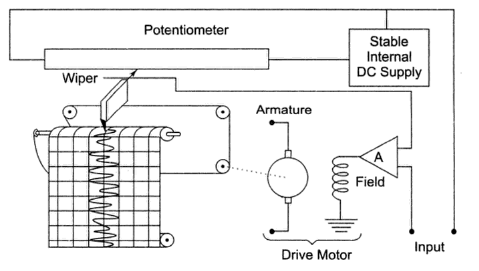 Potentiometer
Stable
Internal
DC Supply
Wiper
Armature
A
Field
Drive Motor
Input